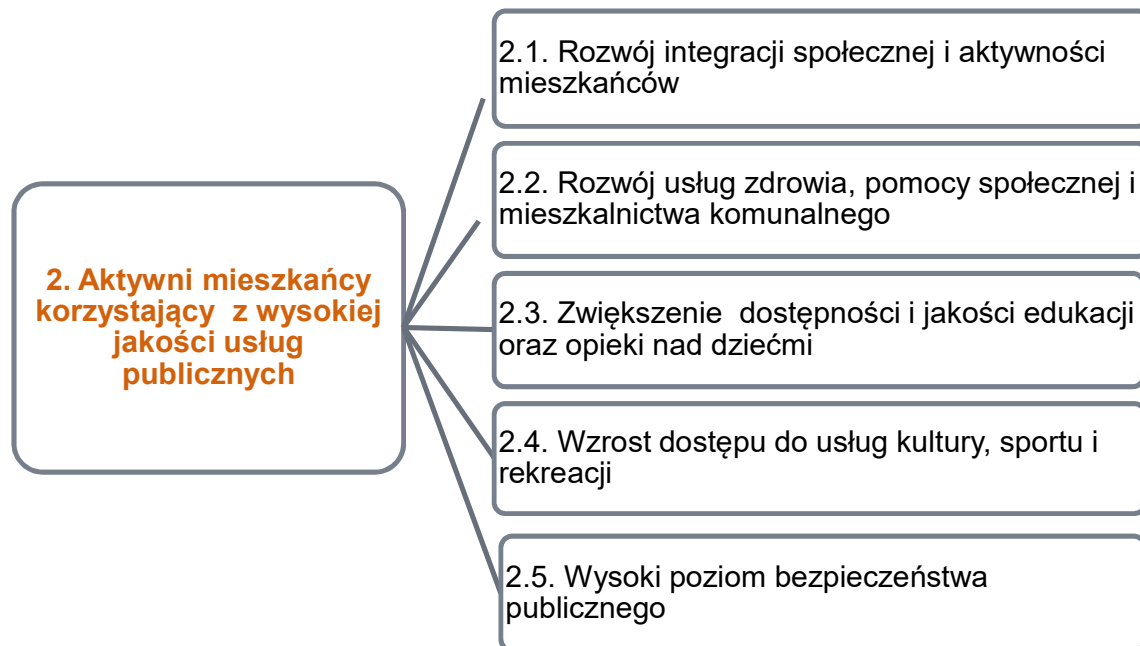 2. Aktywni mieszkańcy
korzystający  z wysokiej
jakości usług
publicznych
2.1. Rozwój integracji społecznej i aktywności
mieszkańców
2.2. Rozwój usług zdrowia, pomocy społecznej i
mieszkalnictwa komunalnego
2.3. Zwiększenie  dostępności i jakości edukacji
oraz opieki nad dziećmi
2.4. Wzrost dostępu do usług kultury, sportu i
rekreacji
2.5. Wysoki poziom bezpieczeństwa
publicznego